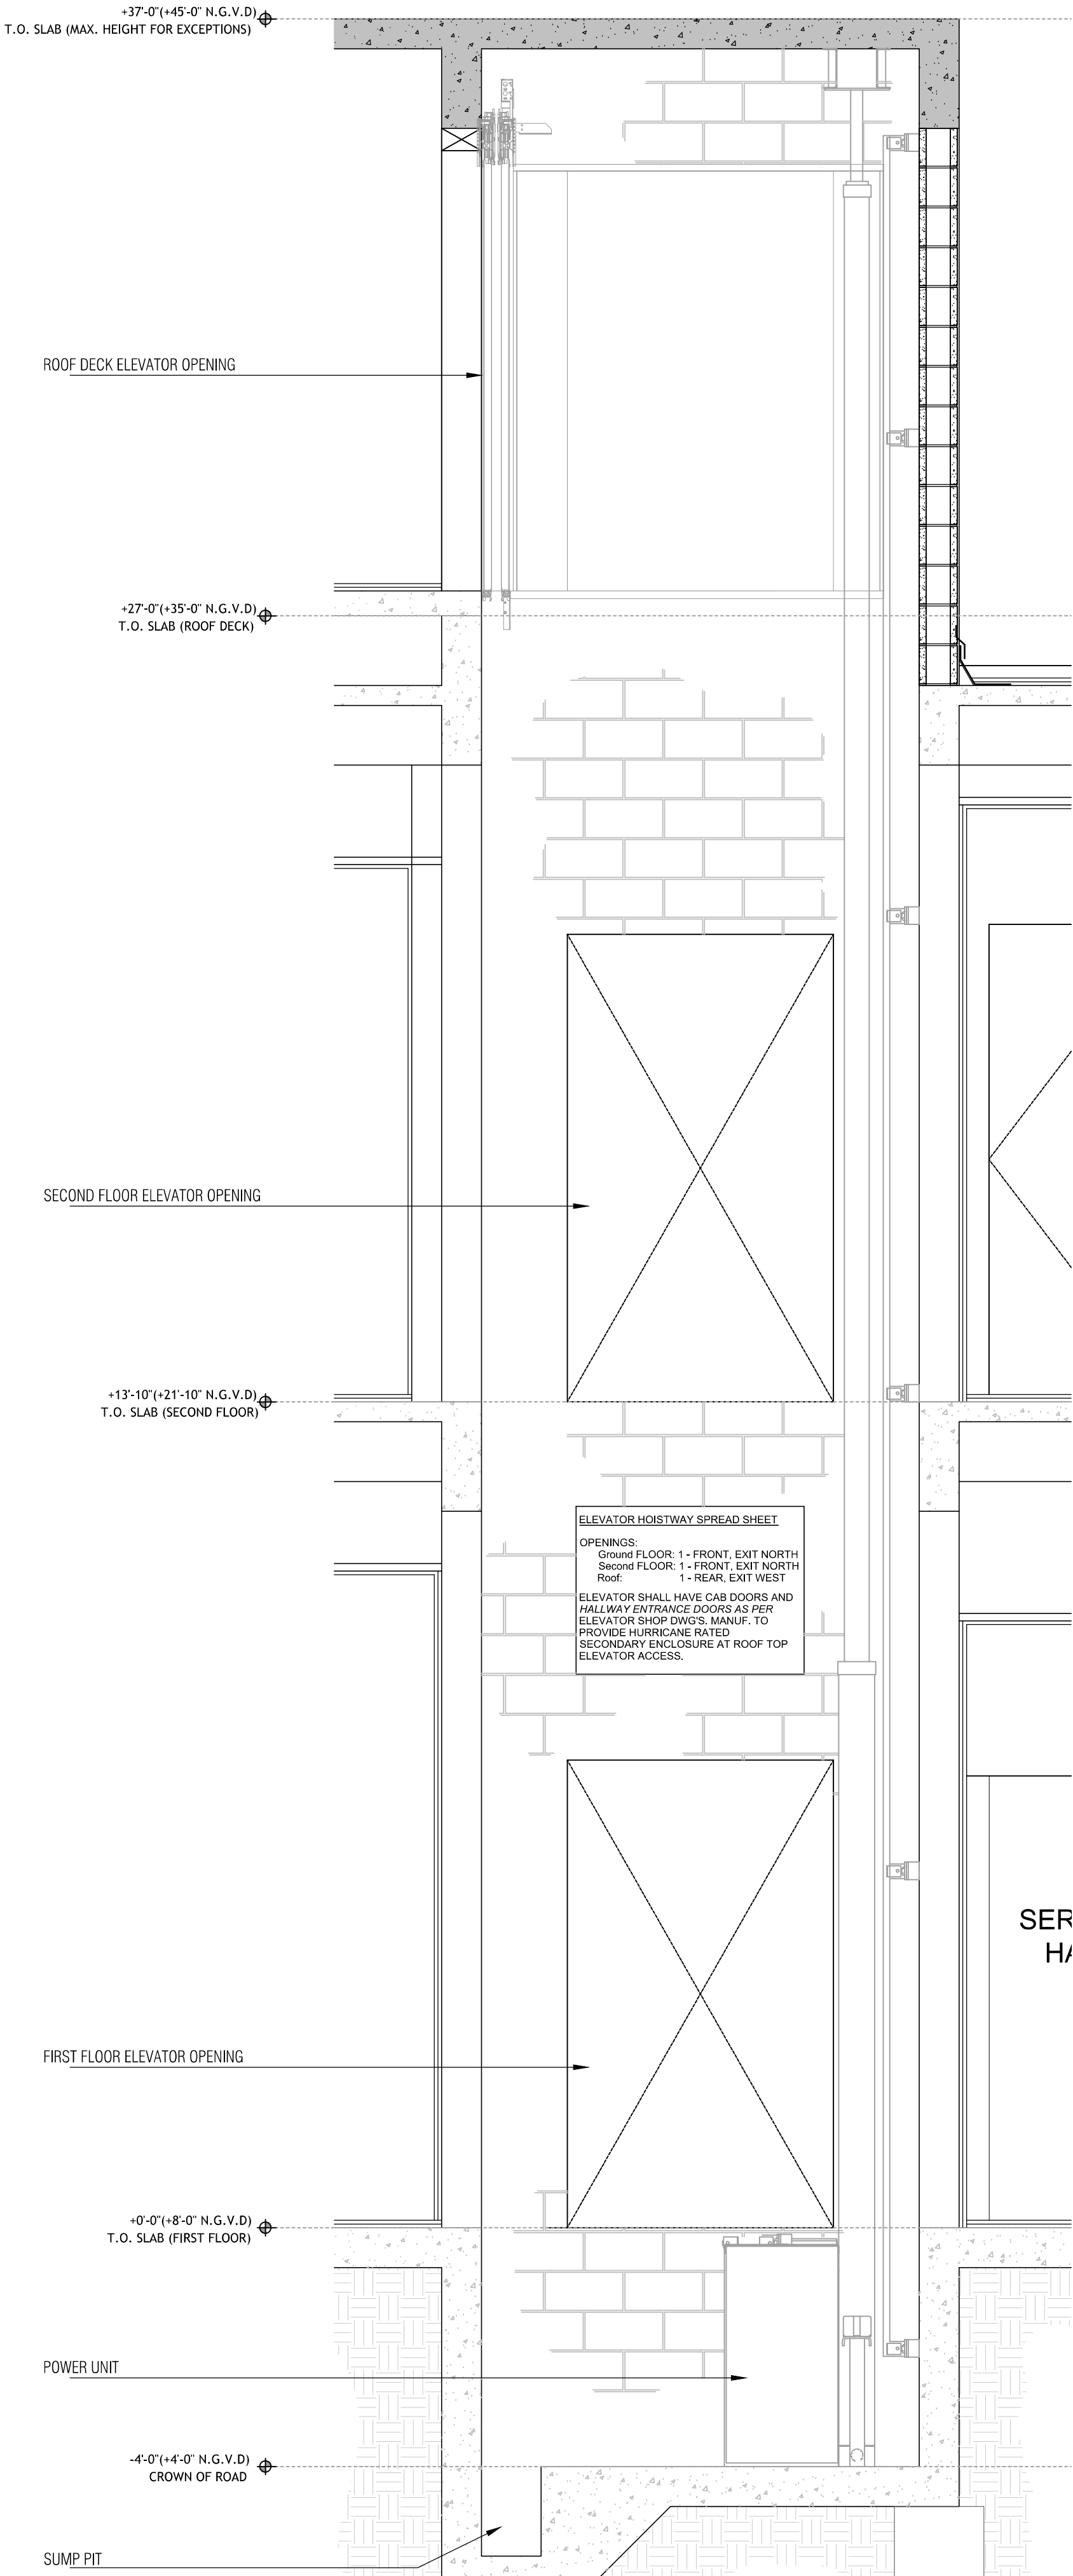 +37'-0"(+45'-0" N.G.V.D)
T.O. SLAB (MAX. HEIGHT FOR EXCEPTIONS)
ROOF DECK ELEVATOR OPENING
+27'-0"(+35'-0" N.G.V.D)
T.O. SLAB (ROOF DECK)
SECOND FLOOR ELEVATOR OPENING
+13'-10"(+21'-10" N.G.V.D)
T.O. SLAB (SECOND FLOOR)
ELEVATOR HOISTWAY SPREAD SHEET
OPENINGS:
Ground FLOOR: 1 - FRONT, EXIT NORTH
Second FLOOR: 1 - FRONT, EXIT NORTH
Roof: 1 - REAR, EXIT WEST
ELEVATOR SHALL HAVE CAB DOORS AND
HALLWAY ENTRANCE DOORS AS PER
ELEVATOR SHOP DWG'S. MANUF. TO
PROVIDE HURRICANE RATED
SECONDARY ENCLOSURE AT ROOF TOP
ELEVATOR ACCESS.
SER
HA
FIRST FLOOR ELEVATOR OPENING
+0'-0"(+8'-0" N.G.V.D)
T.O. SLAB (FIRST FLOOR)
POWER UNIT
-4'-0"(+4'-0" N.G.V.D)
CROWN OF ROAD
SUMP PIT